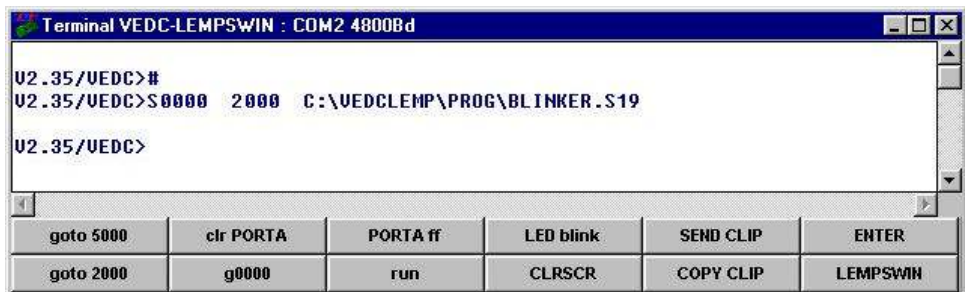 Terminal VEDC-LEMPSWIN : COM2 4800Bd
V2.35/VEDC>#
V2.35/VEDC>S0000 2000 C:\VEDCLEMP\PROG\BLINKER.S19
V2.35/VEDC>
goto 5000 clr PORTA PORTA ff LED blink SEND CLIP ENTER
goto 2000 g0000 run CLRSCR COPY CLIP LEMPSWIN